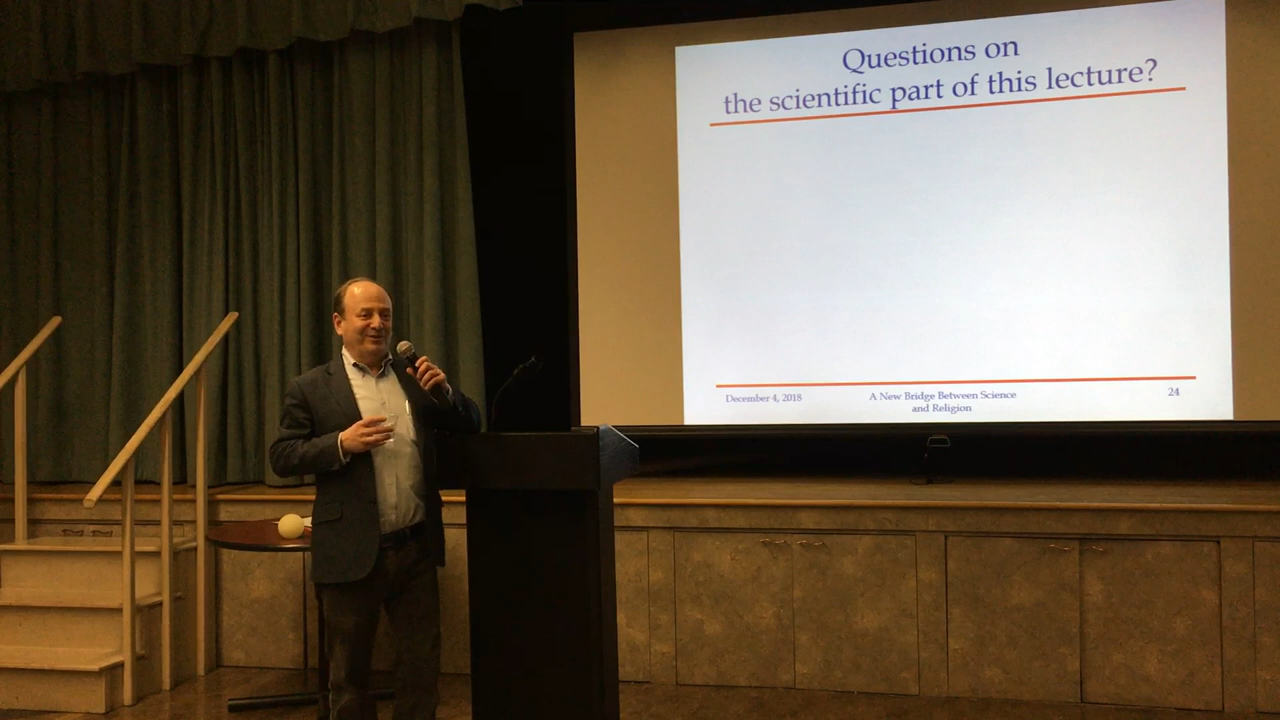 Questions on
the scientific part of this lecture?
December 4, 2018
A New Bridge Between Science
and Religion
24